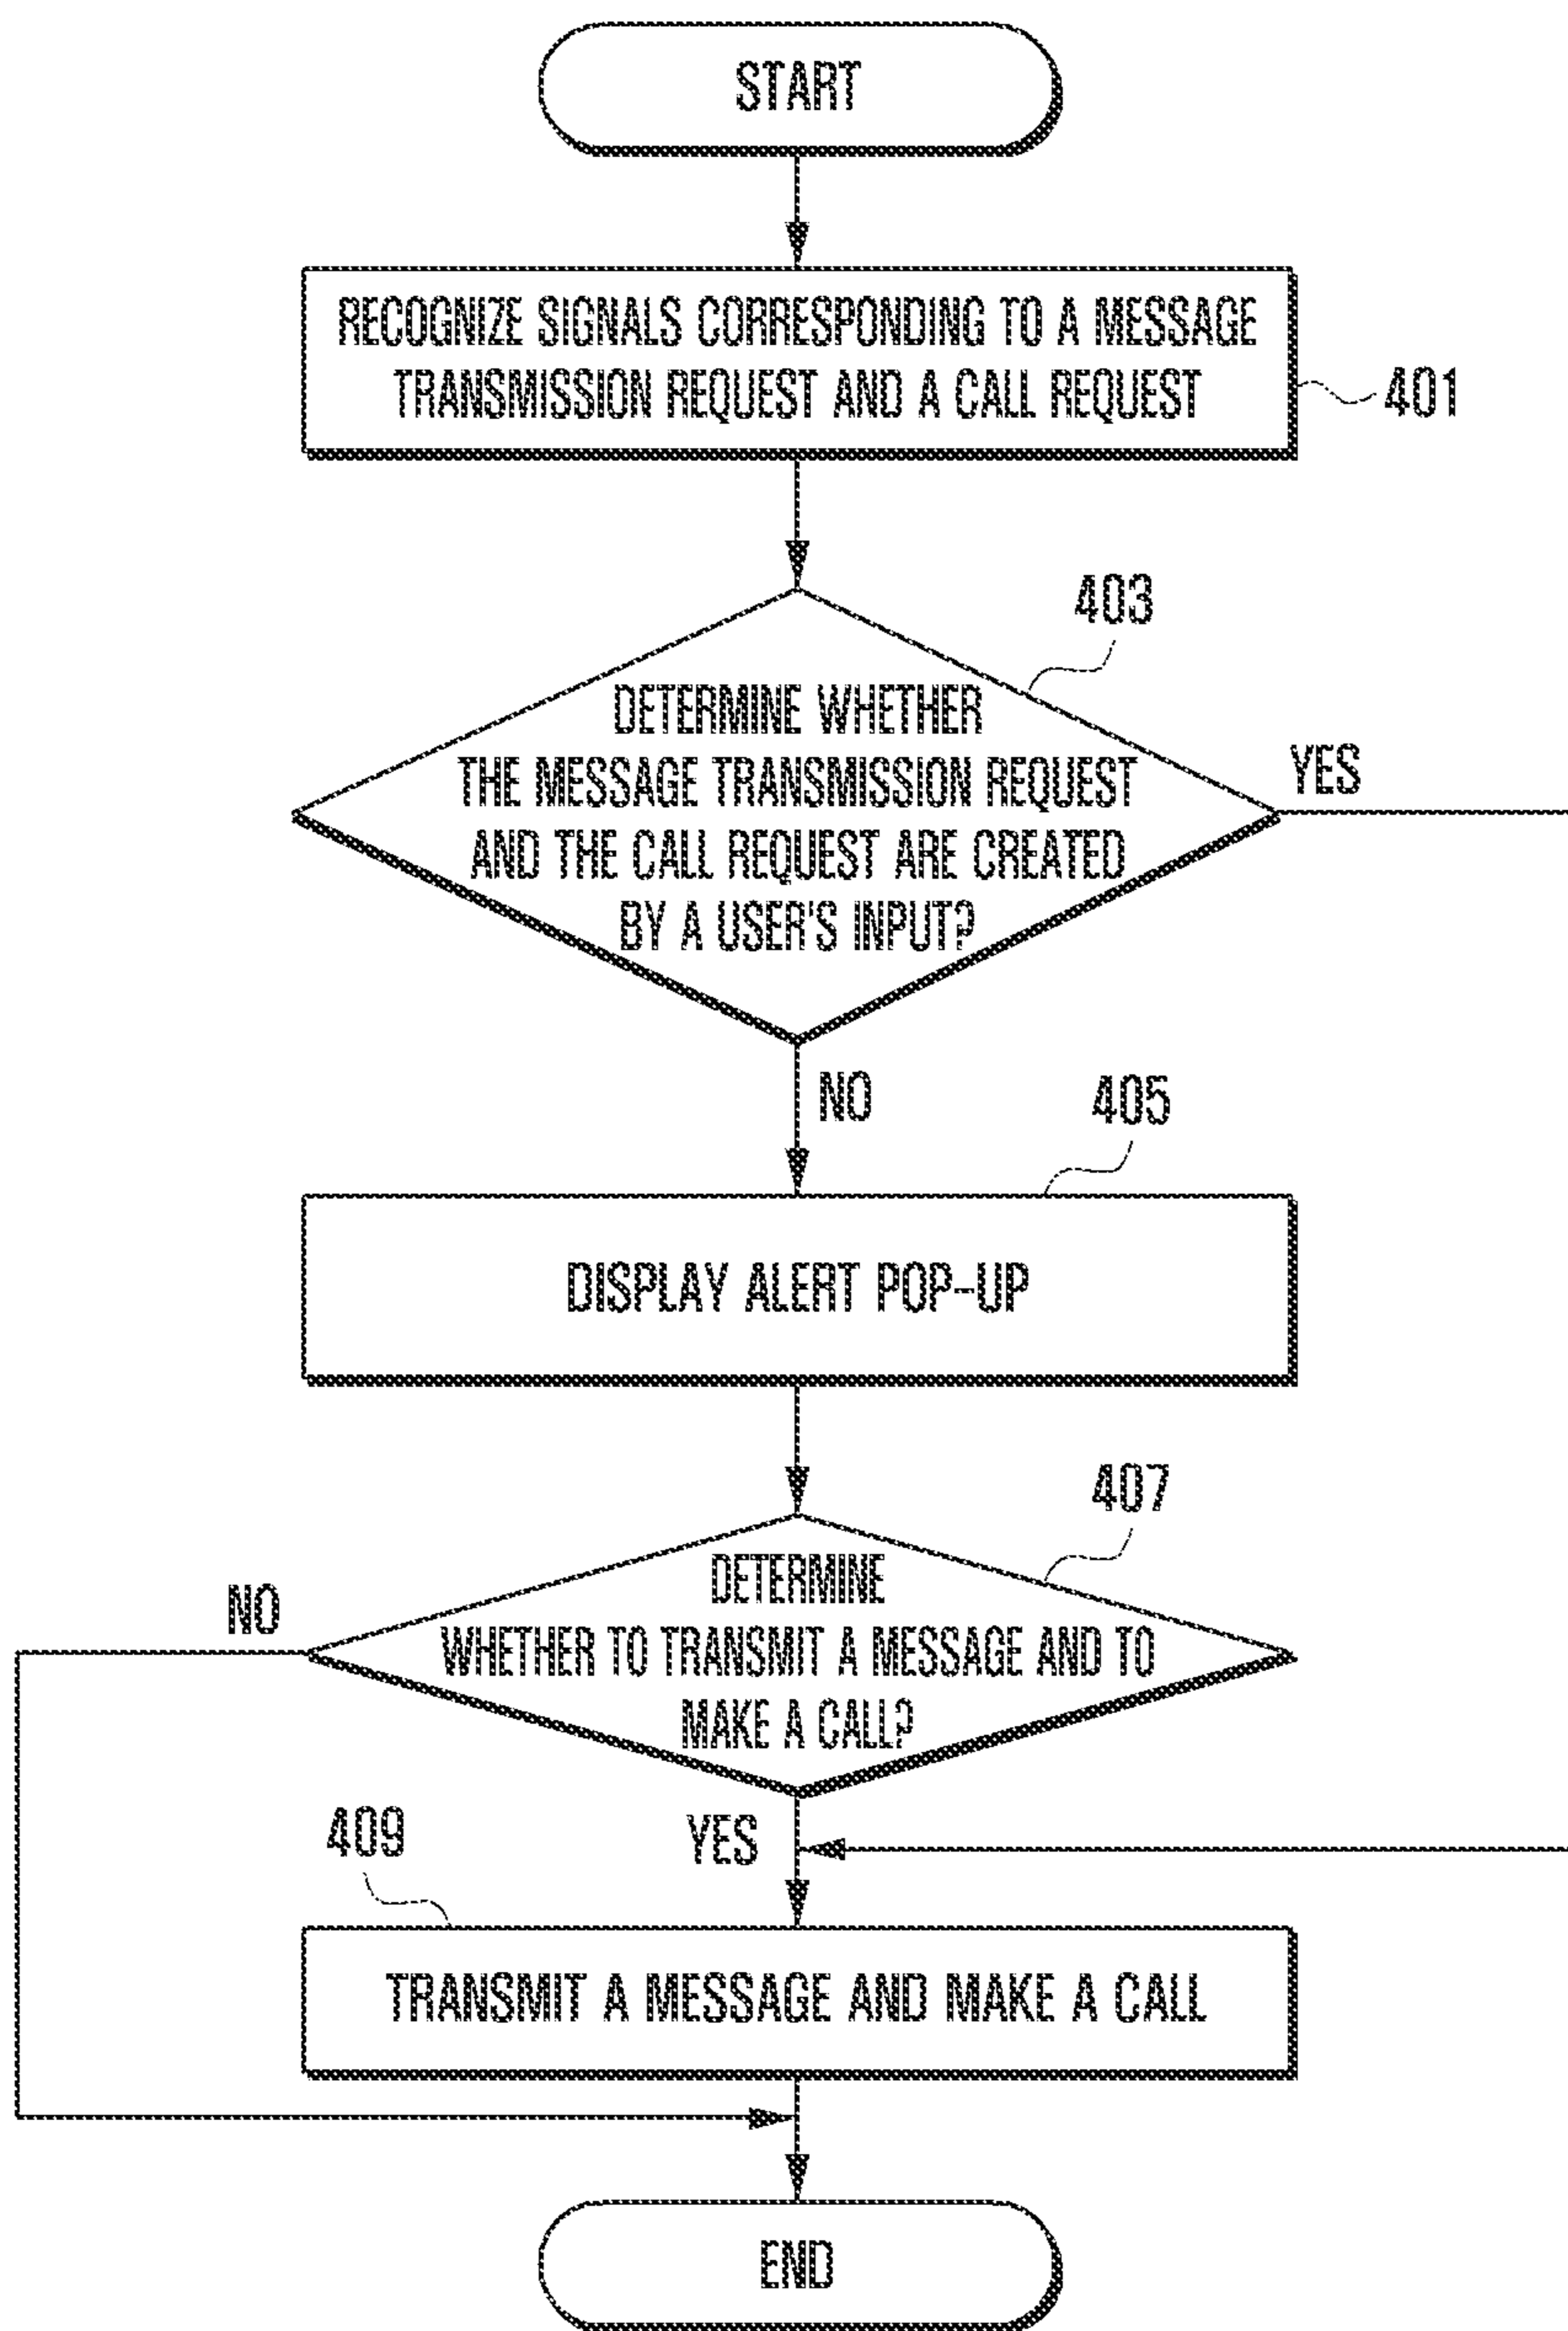 START
RECOGNIZE SIGNALS CORRESPONDING TO A MESSAGE
TRANSMISSION REQUEST AND A CALL REQUEST
401
403
DETERMINE WHETHER
THE MESSAGE TRANSMISSION REQUEST
AND THE CALL REQUEST ARE CREATED
BY A USER'S INPUT?
YES
NO
405
DISPLAY ALERT POP-UP
407
DETERMINE
WHETHER TO TRANSMIT A MESSAGE AND TO
MAKE A CALL?
NO
YES
409
TRANSMIT A MESSAGE AND MAKE A CALL
END